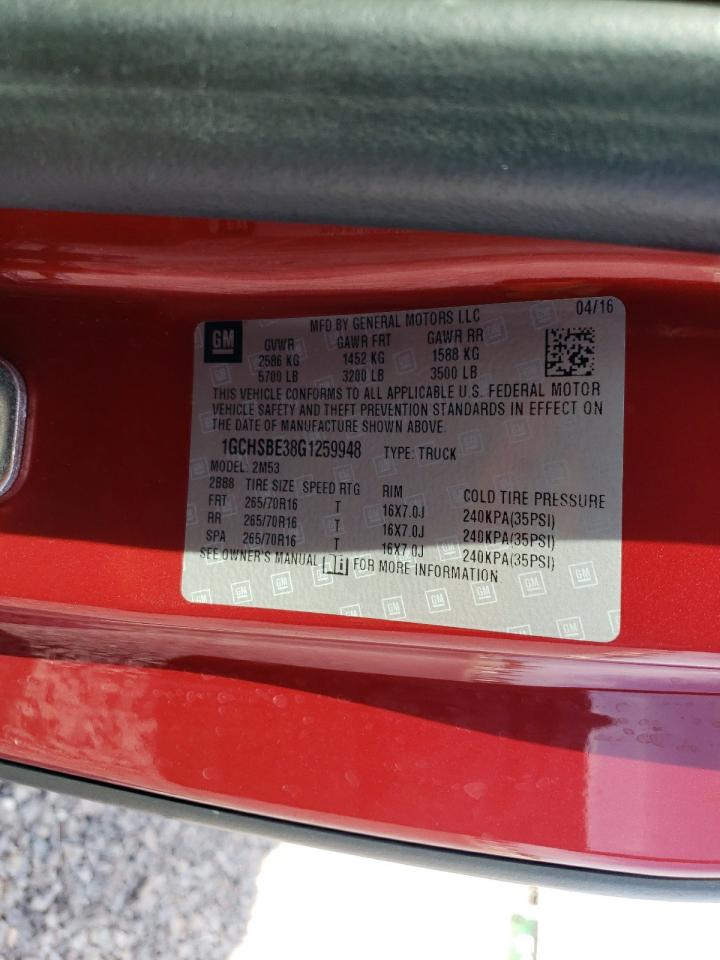 GM
MFD BY GENERAL MOTORS LLC 04/16
GVWR GAWR FRT GAWR RR
2586 KG 1452 KG 1588 KG
5700 LB 3200 LB 3500 LB
THIS VEHICLE CONFORMS TO ALL APPLICABLE U.S. FEDERAL MOTOR
VEHICLE SAFETY AND THEFT PREVENTION STANDARDS IN EFFECT ON
THE DATE OF MANUFACTURE SHOWN ABOVE.
1GCHSBE38G1259948 TYPE: TRUCK
MODEL: 2M53
2BB8 TIRE SIZE SPEED RTG RIM COLD TIRE PRESSURE
FRT 265/70R16 T 16X7.0J 240KPA(35PSI)
RR 265/70R16 T 16X7.0J 240KPA(35PSI)
SPA 265/70R16 T 16X7.0J 240KPA(35PSI)
SEE OWNER'S MANUAL i FOR MORE INFORMATION